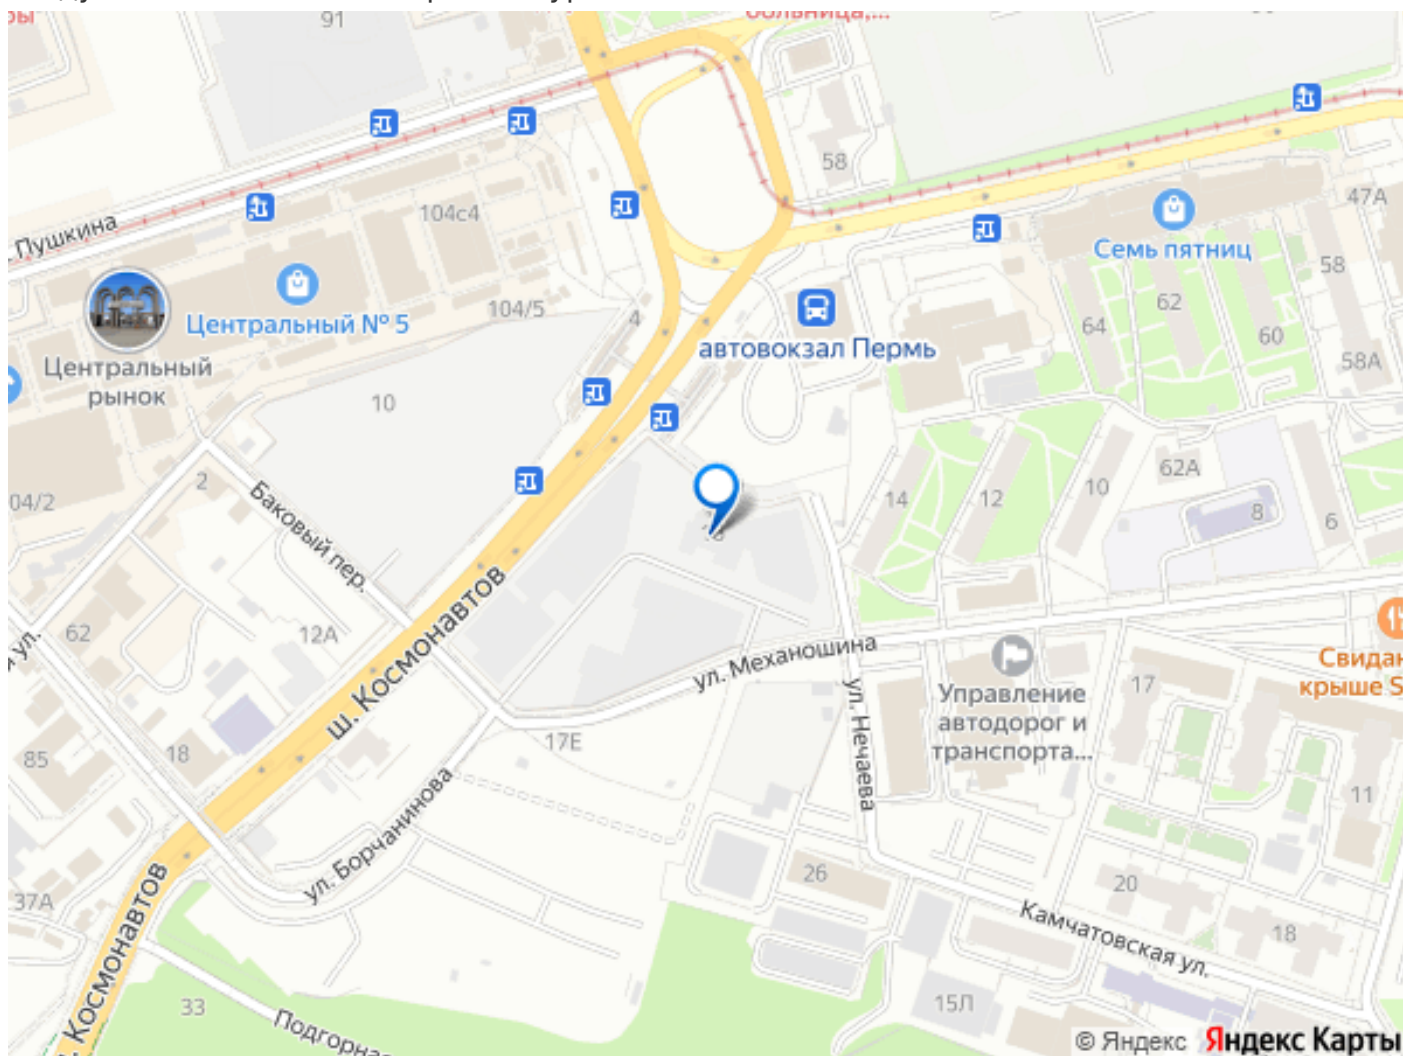 91
больница,...
58
47А
Пушкина
104с4
Семь пятниц
58
62
64
60
58А
Центральный № 5
104/5
4
автовокзал Пермь
Центральный
рынок
10
2
04/2
Баковый пер.
14
12
10
62А
8
6
62
12А
ш. Космонавтов
ул. Механошина
ул. Нечаева
Управление
автодорог и
транспорта...
17
Свидан
крыше S
85
18
17Е
11
ул. Борчанинова
37А
26
20
18
Камчатовская ул.
. Космонавтов
33
Подгорная
15Л
© Яндекс Яндекс Карты